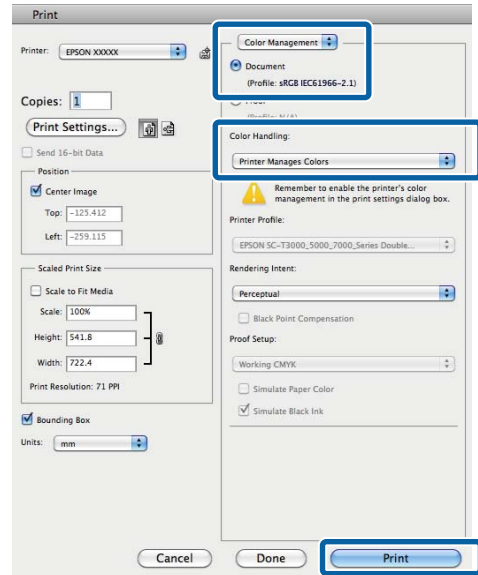 Print
Printer: EPSON XXXXX
Copies: 1
Print Settings...
Send 16-bit Data
Position
Center Image
Top: -125.412
Left: -259.115
Scaled Print Size
Scale to Fit Media
Scale: 100%
Height: 541.8
Width: 722.4
Print Resolution: 71 PPI
Bounding Box
Units: mm
Color Management
Document
(Profile: sRGB IEC61966-2.1)
Color Handling:
Printer Manages Colors
Remember to enable the printer's color
management in the print settings dialog box.
Printer Profile:
EPSON SC-T3000_5000_7000_Series Double...
Rendering Intent:
Perceptual
Black Point Compensation
Proof Setup:
Working CMYK
Simulate Paper Color
Simulate Black Ink
Cancel
Done
Print